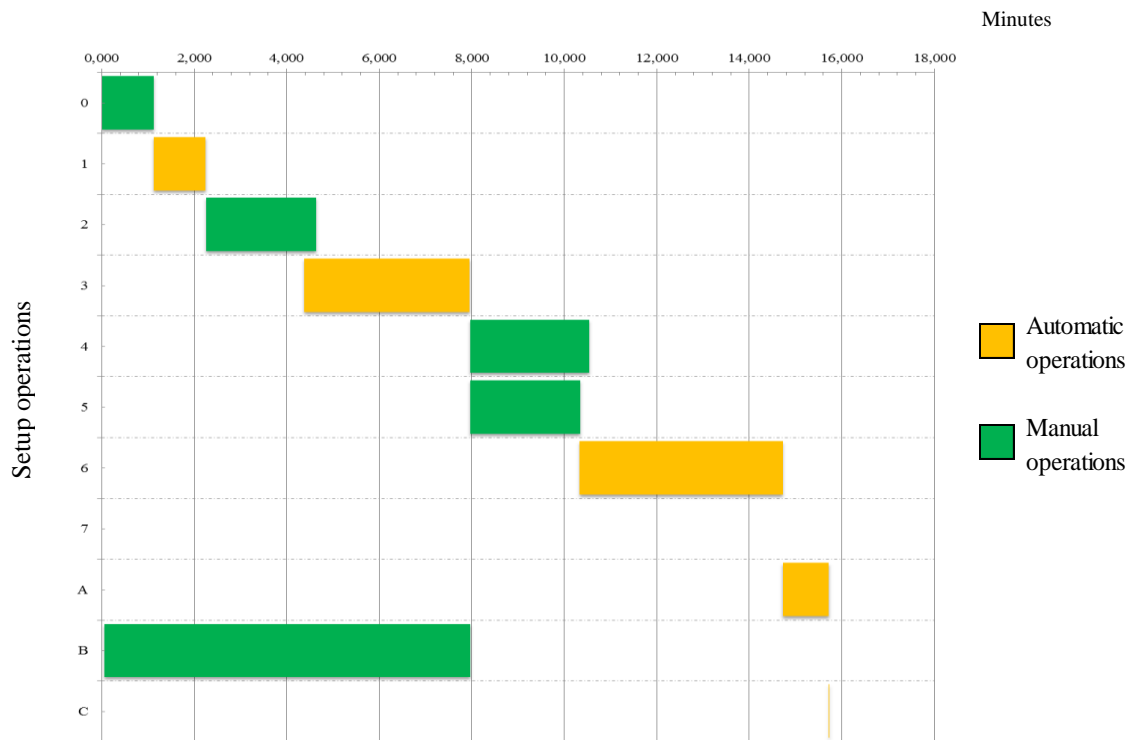 Minutes
0,000 2,000 4,000 6,000 8,000 10,000 12,000 14,000 16,000 18,000
0
1
2
3
4
5
6
7
A
B
C
Setup operations
Automatic
operations
Manual
operations